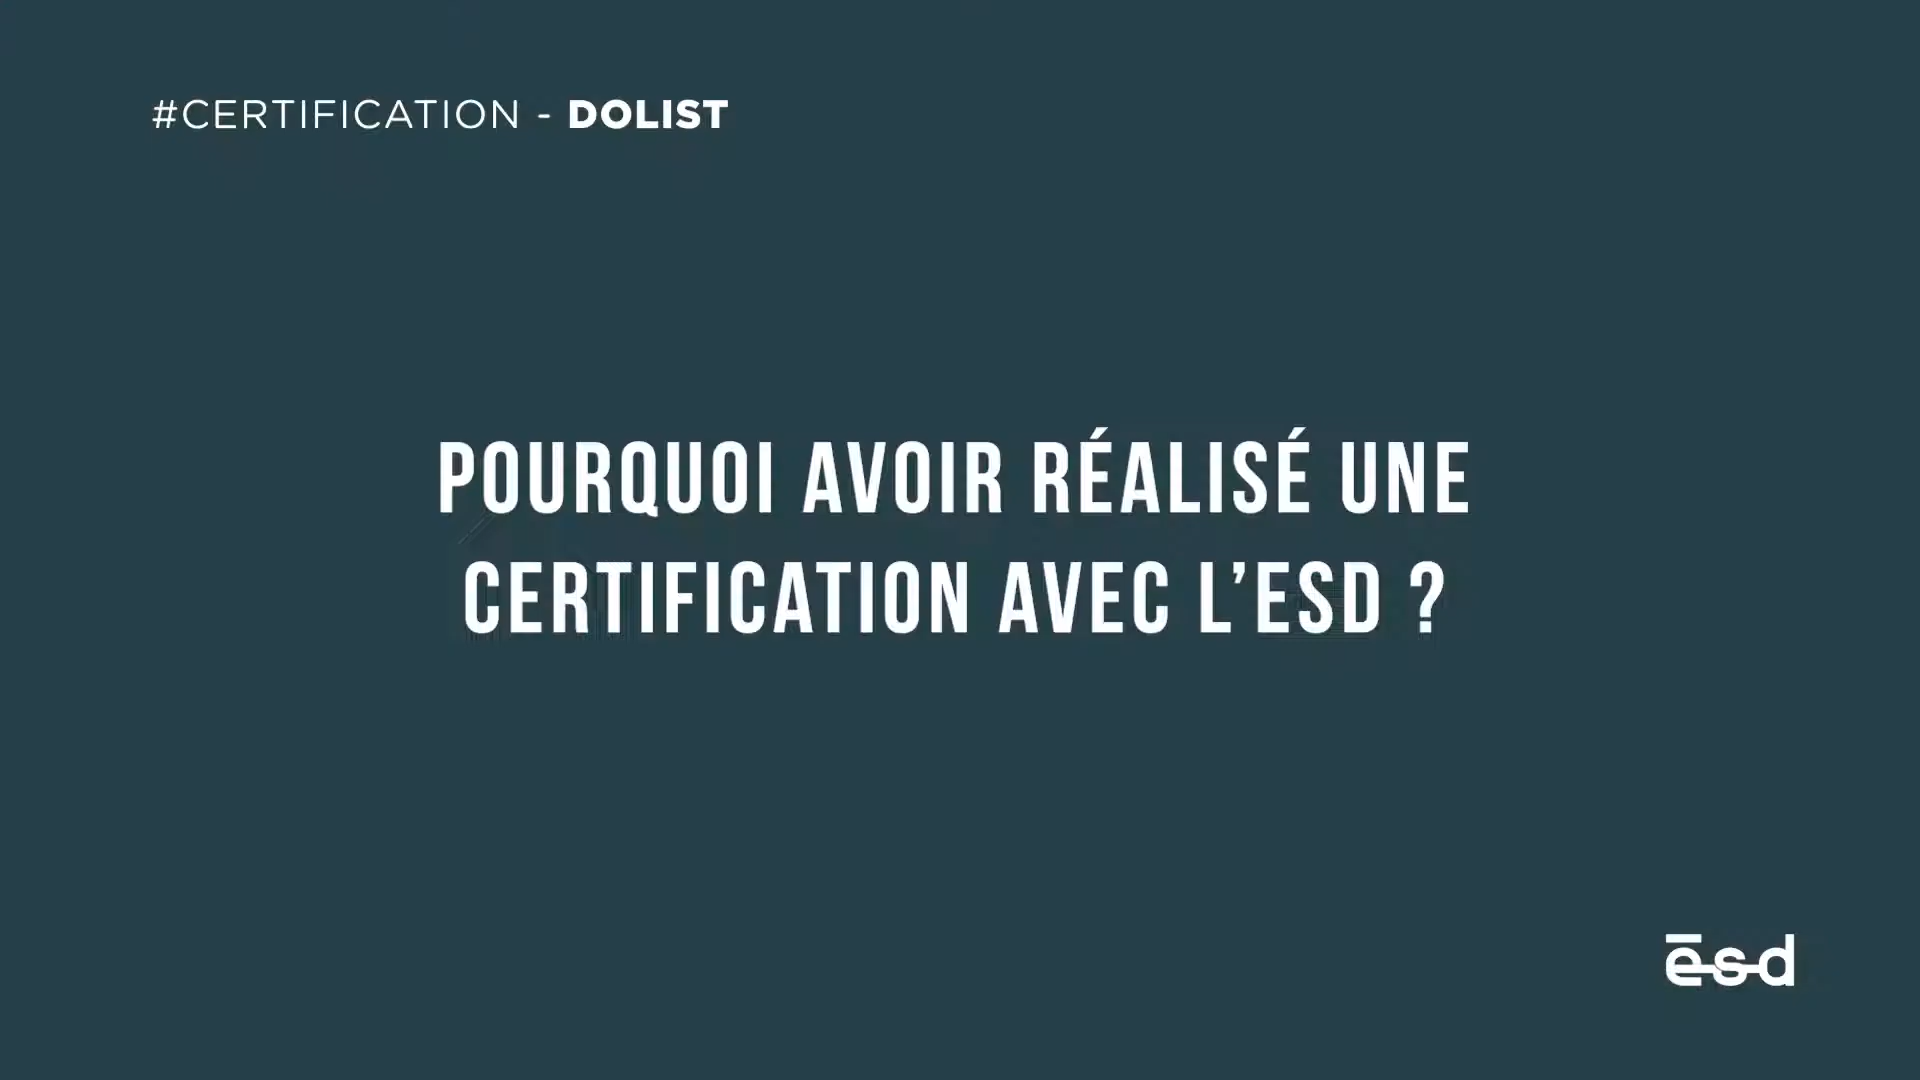 #CERTIFICATION - DOLIST
POURQUOI AVOIR RÉALISÉ UNE
CERTIFICATION AVEC L’ESD ?
ēsd